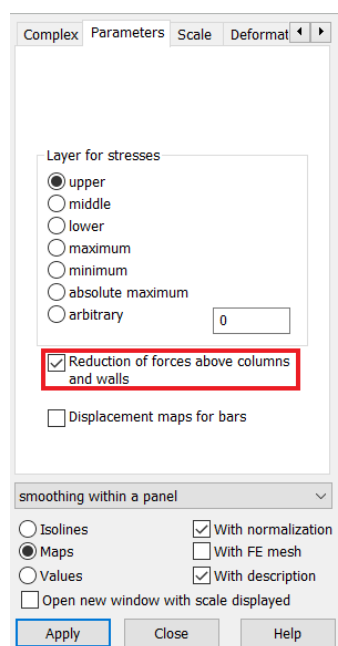 Complex Parameters Scale Deformat
Layer for stresses
upper
middle
lower
maximum
minimum
absolute maximum
arbitrary 0
Reduction of forces above columns
and walls
Displacement maps for bars
smoothing within a panel
Isolines With normalization
Maps With FE mesh
Values With description
Open new window with scale displayed
Apply Close Help